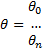 θ₀
θ = ...
θₙ